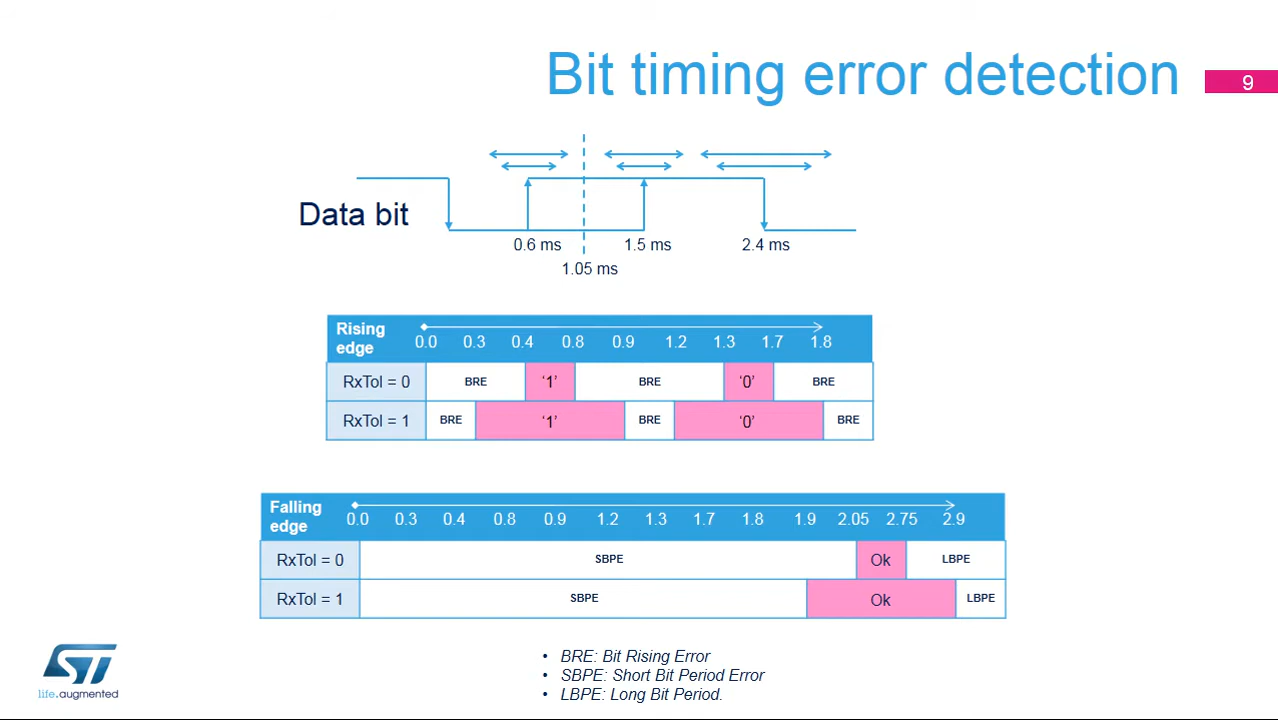 Bit timing error detection
9
Data bit
0.6 ms 1.5 ms 2.4 ms
1.05 ms
Rising edge 0.0 0.3 0.4 0.8 0.9 1.2 1.3 1.7 1.8
RxTol = 0 BRE ‘1’ BRE ‘0’ BRE
RxTol = 1 BRE ‘1’ BRE ‘0’ BRE
Falling edge 0.0 0.3 0.4 0.8 0.9 1.2 1.3 1.7 1.8 1.9 2.05 2.75 2.9
RxTol = 0 SBPE Ok LBPE
RxTol = 1 SBPE Ok LBPE
• BRE: Bit Rising Error
• SBPE: Short Bit Period Error
• LBPE: Long Bit Period.
ST
life.augmented